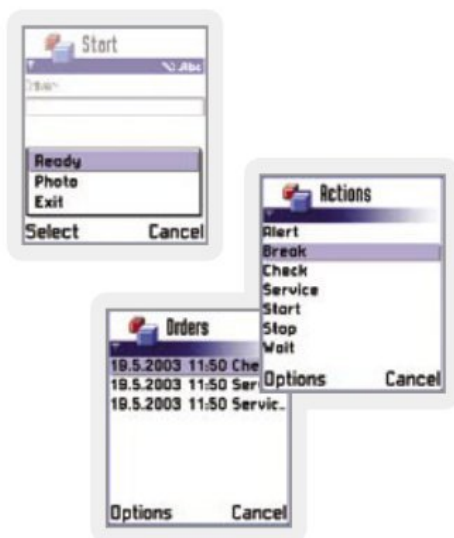 Start
Abc
Driver:
Ready
Photo
Exit
Select Cancel
Actions
Alert
Break
Check
Service
Start
Stop
Wait
Options Cancel
Orders
19.5.2003 11:50 Che
19.5.2003 11:50 Ser
19.5.2003 11:50 Servic..
Options Cancel